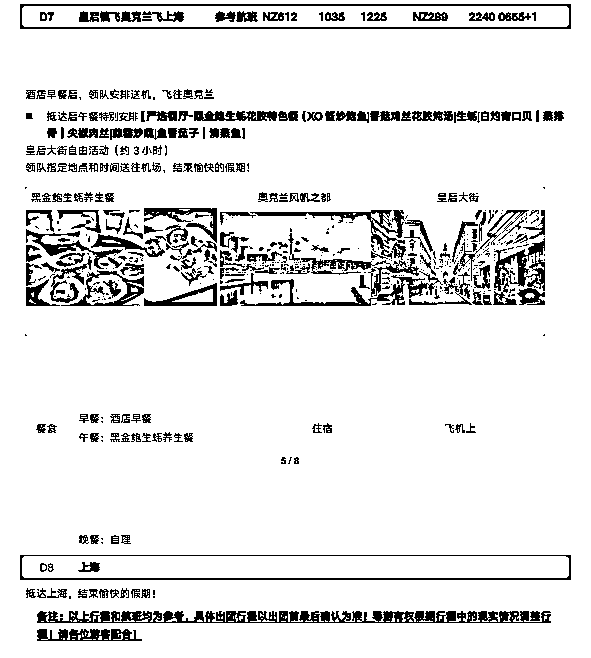 D7 皇后镇飞奥克兰飞上海 参考航班 NZ612 1035 1225 NZ289 2240 0655+1
酒店早餐后，领队安排送机，飞往奥克兰
■ 抵达后午餐特别安排【严选餐厅-黑金鲍生蚝花胶特色餐（XO酱炒鲍鱼|香菇鸡丝花胶炖汤|生蚝|白灼青口贝|蒸排
骨|尖椒肉丝|蒜蓉炒蔬|鱼香茄子|清蒸鱼】
皇后大街自由活动（约 3 小时）
领队指定地点和时间送往机场，结束愉快的假期！
黑金鲍生蚝养生餐 奥克兰风帆之都 皇后大街
早餐：酒店早餐
餐食 住宿 飞机上
午餐：黑金鲍生蚝养生餐
5 / 8
晚餐：自理
D8 上海
抵达上海，结束愉快的假期！
备注：以上行程和航班均为参考，具体出团行程以出团前最后确认为准！导游有权根据行程中的现实情况调整行
程！请各位游客配合！